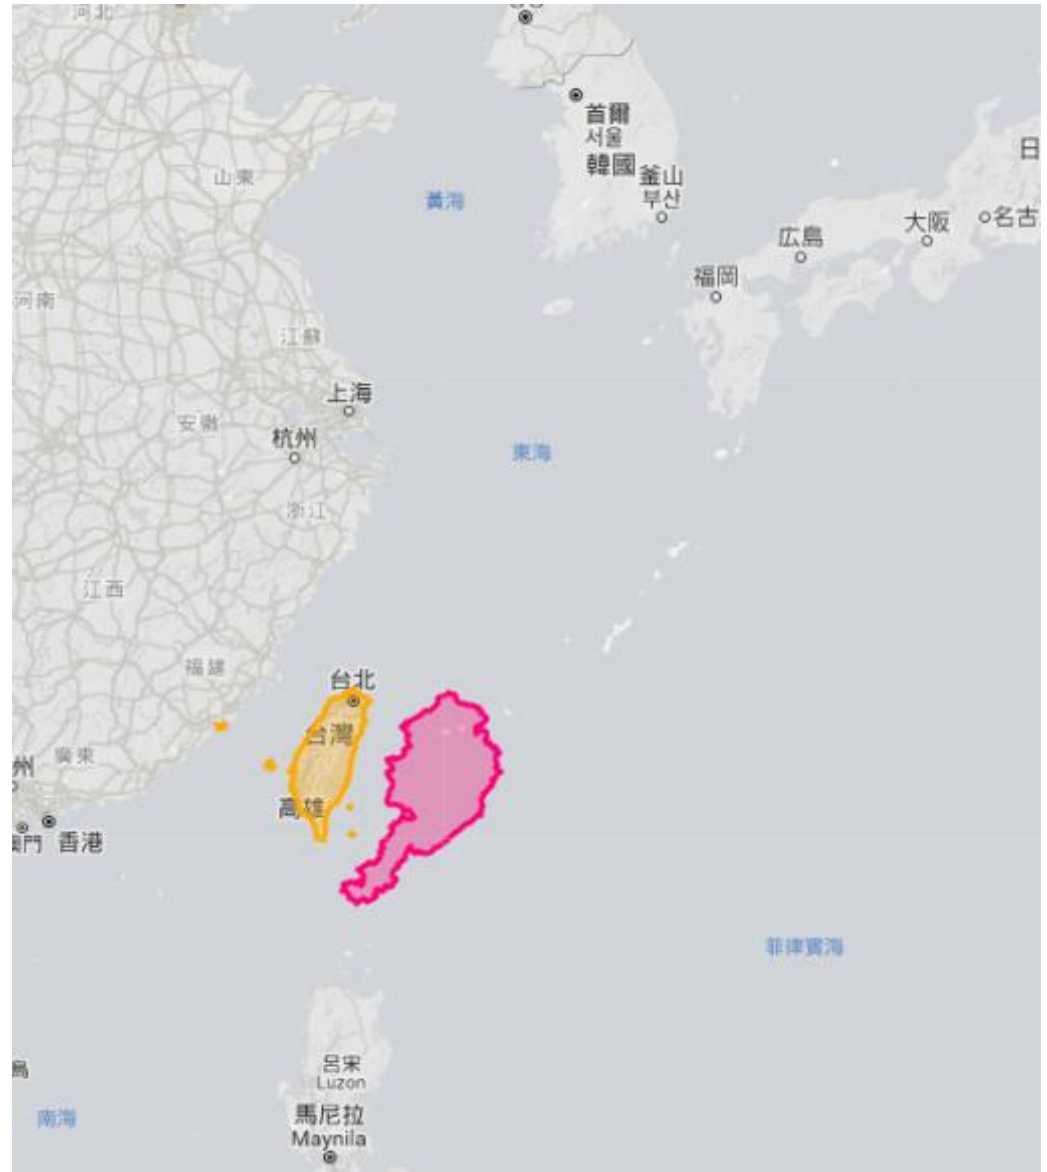 河北
首爾
서울
韓國
山東
釜山
부산
黃海
日
大阪
名古
広島
福岡
河南
江蘇
上海
安徽
杭州
東海
浙江
江西
福建
台北
台灣
廣東
州
高雄
澳門
香港
菲律賓海
呂宋
Luzon
島
南海
馬尼拉
Maynila